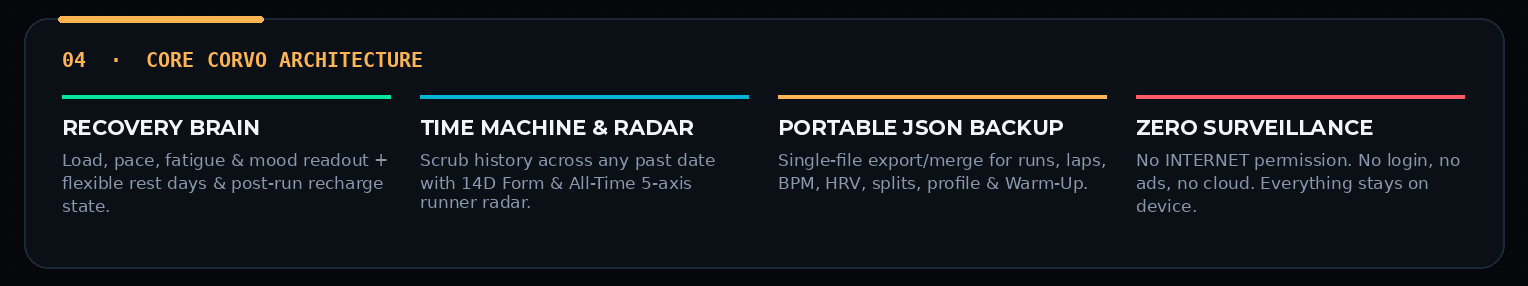 04 · CORE CORVO ARCHITECTURE
RECOVERY BRAIN
Load, pace, fatigue & mood readout +
flexible rest days & post-run recharge
state.
TIME MACHINE & RADAR
Scrub history across any past date
with 14D Form & All-Time 5-axis
runner radar.
PORTABLE JSON BACKUP
Single-file export/merge for runs, laps,
BPM, HRV, splits, profile & Warm-Up.
ZERO SURVEILLANCE
No INTERNET permission. No login, no
ads, no cloud. Everything stays on
device.